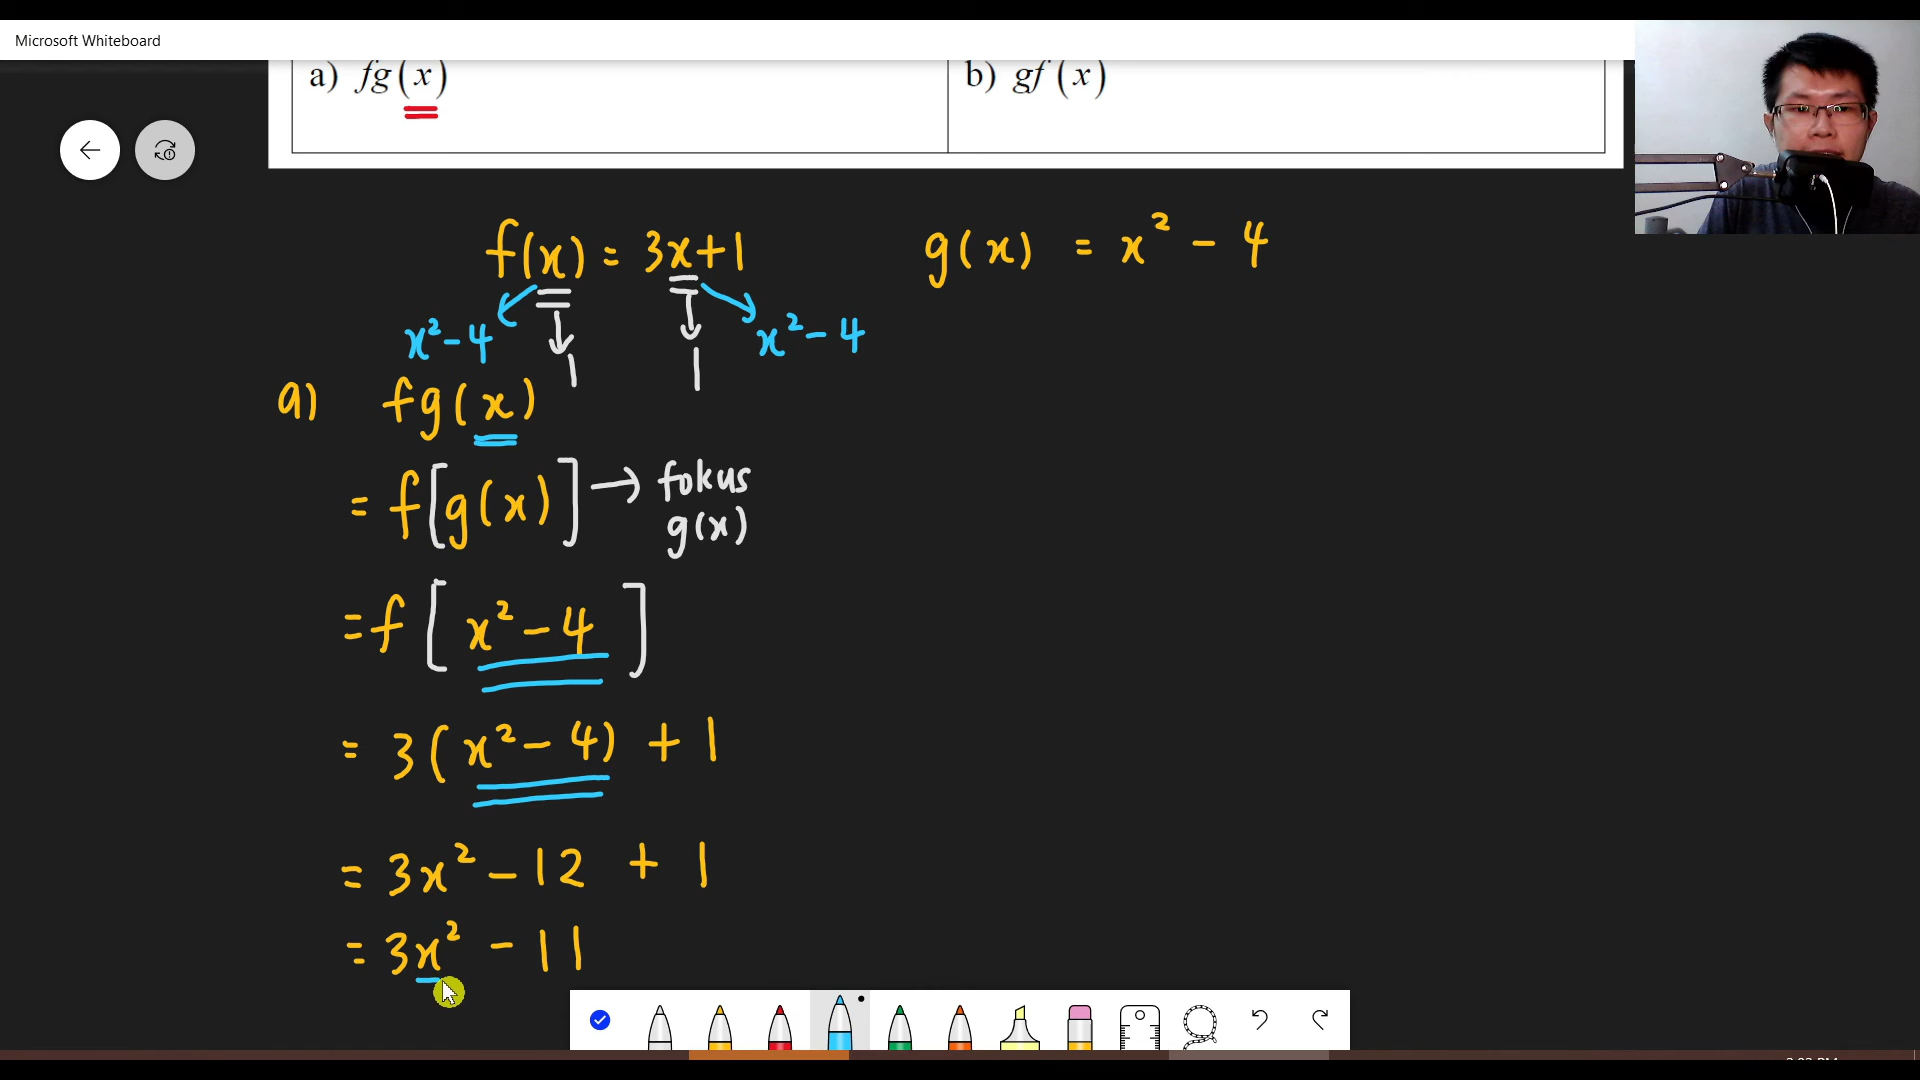 Microsoft Whiteboard
a) fg(x)
b) gf(x)
f(x) = 3x+1
g(x) = x² - 4
x²-4
x²-4
1
1
a) fg(x)
= f[g(x)] → fokus
g(x)
= f[x²-4]
= 3(x²-4) + 1
= 3x² - 12 + 1
= 3x² - 11